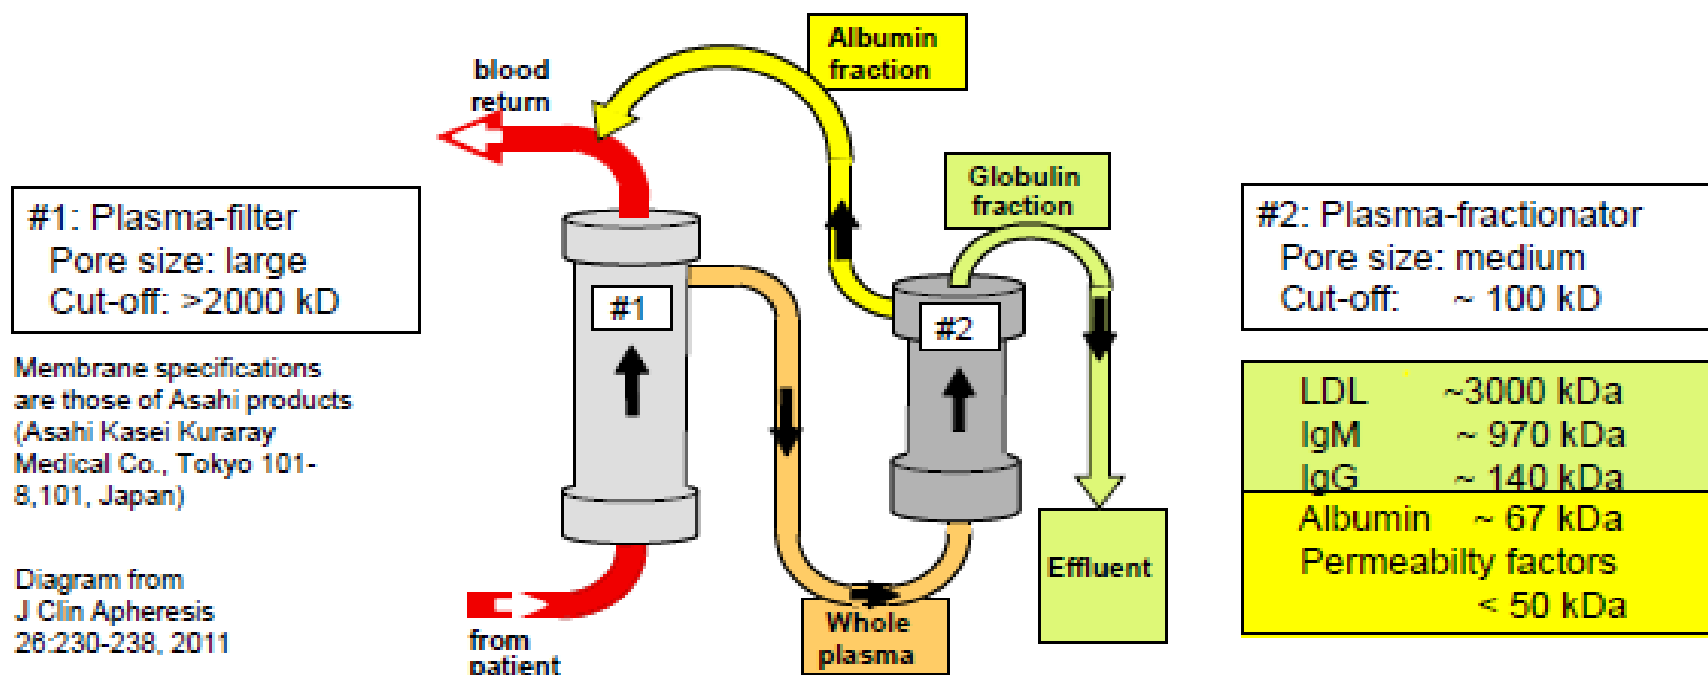 Albumin
fraction
blood
return
Globulin
fraction
#1: Plasma-filter
Pore size: large
Cut-off: >2000 kD
#1
#2
#2: Plasma-fractionator
Pore size: medium
Cut-off: ~ 100 kD
Membrane specifications
are those of Asahi products
(Asahi Kasei Kuraray
Medical Co., Tokyo 101-
8,101, Japan)
LDL ~3000 kDa
IgM ~ 970 kDa
IgG ~ 140 kDa
Albumin ~ 67 kDa
Permeabilty factors
< 50 kDa
Effluent
Diagram from
J Clin Apheresis
26:230-238, 2011
from
patient
Whole
plasma